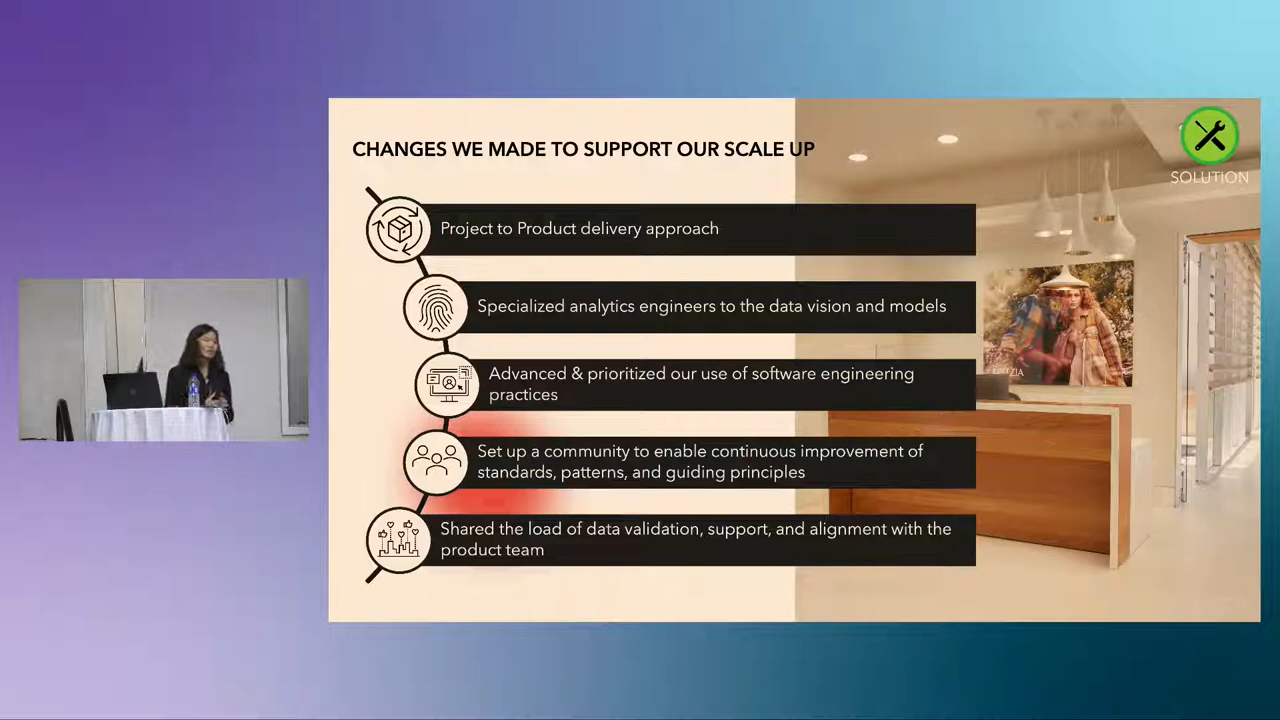 CHANGES WE MADE TO SUPPORT OUR SCALE UP
SOLUTION
Project to Product delivery approach
Specialized analytics engineers to the data vision and models
Advanced & prioritized our use of software engineering
practices
Set up a community to enable continuous improvement of
standards, patterns, and guiding principles
Shared the load of data validation, support, and alignment with the
product team